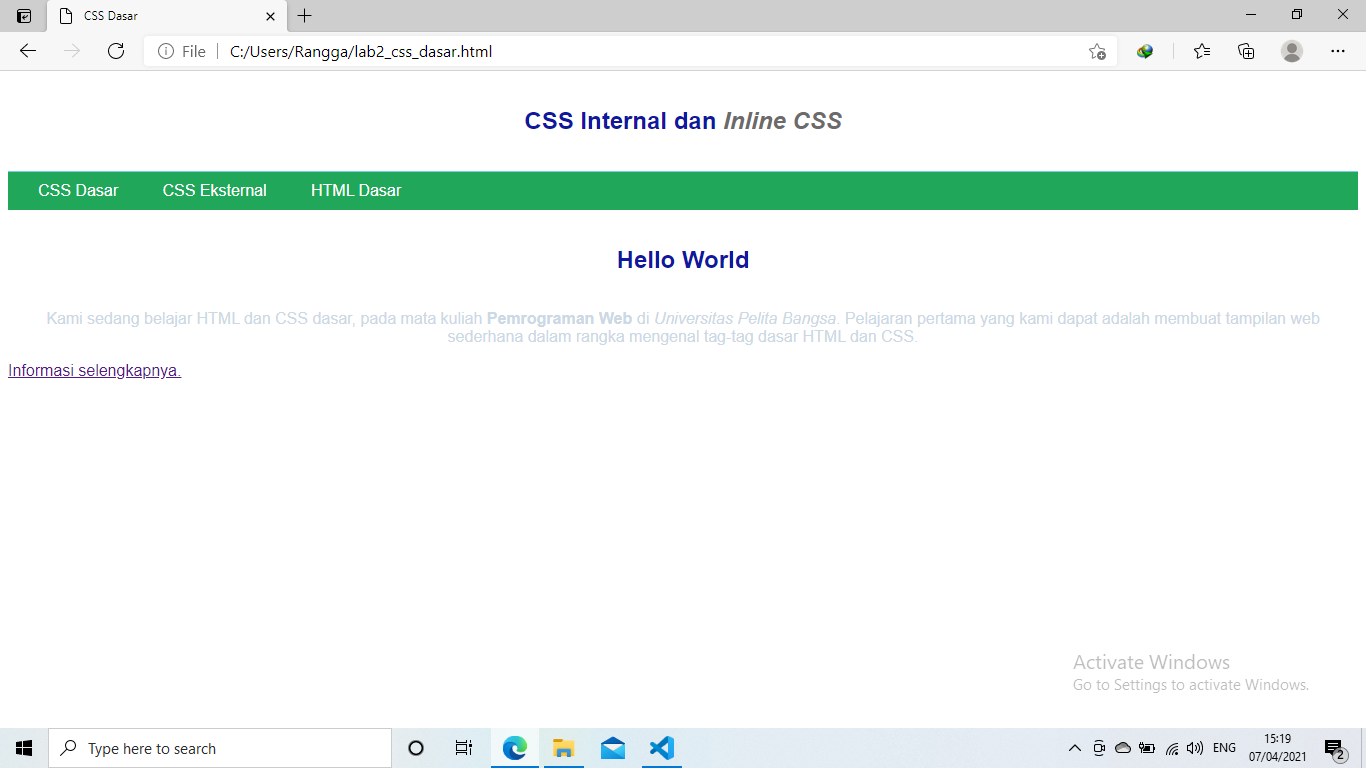 CSS Dasar
File
C:/Users/Rangga/lab2_css_dasar.html
CSS Internal dan Inline CSS
CSS Dasar CSS Eksternal HTML Dasar
Hello World
Kami sedang belajar HTML dan CSS dasar, pada mata kuliah Pemrograman Web di Universitas Pelita Bangsa. Pelajaran pertama yang kami dapat adalah membuat tampilan web
sederhana dalam rangka mengenal tag-tag dasar HTML dan CSS.
Informasi selengkapnya.
Activate Windows
Go to Settings to activate Windows.
Type here to search
ENG
15:19
07/04/2021
2